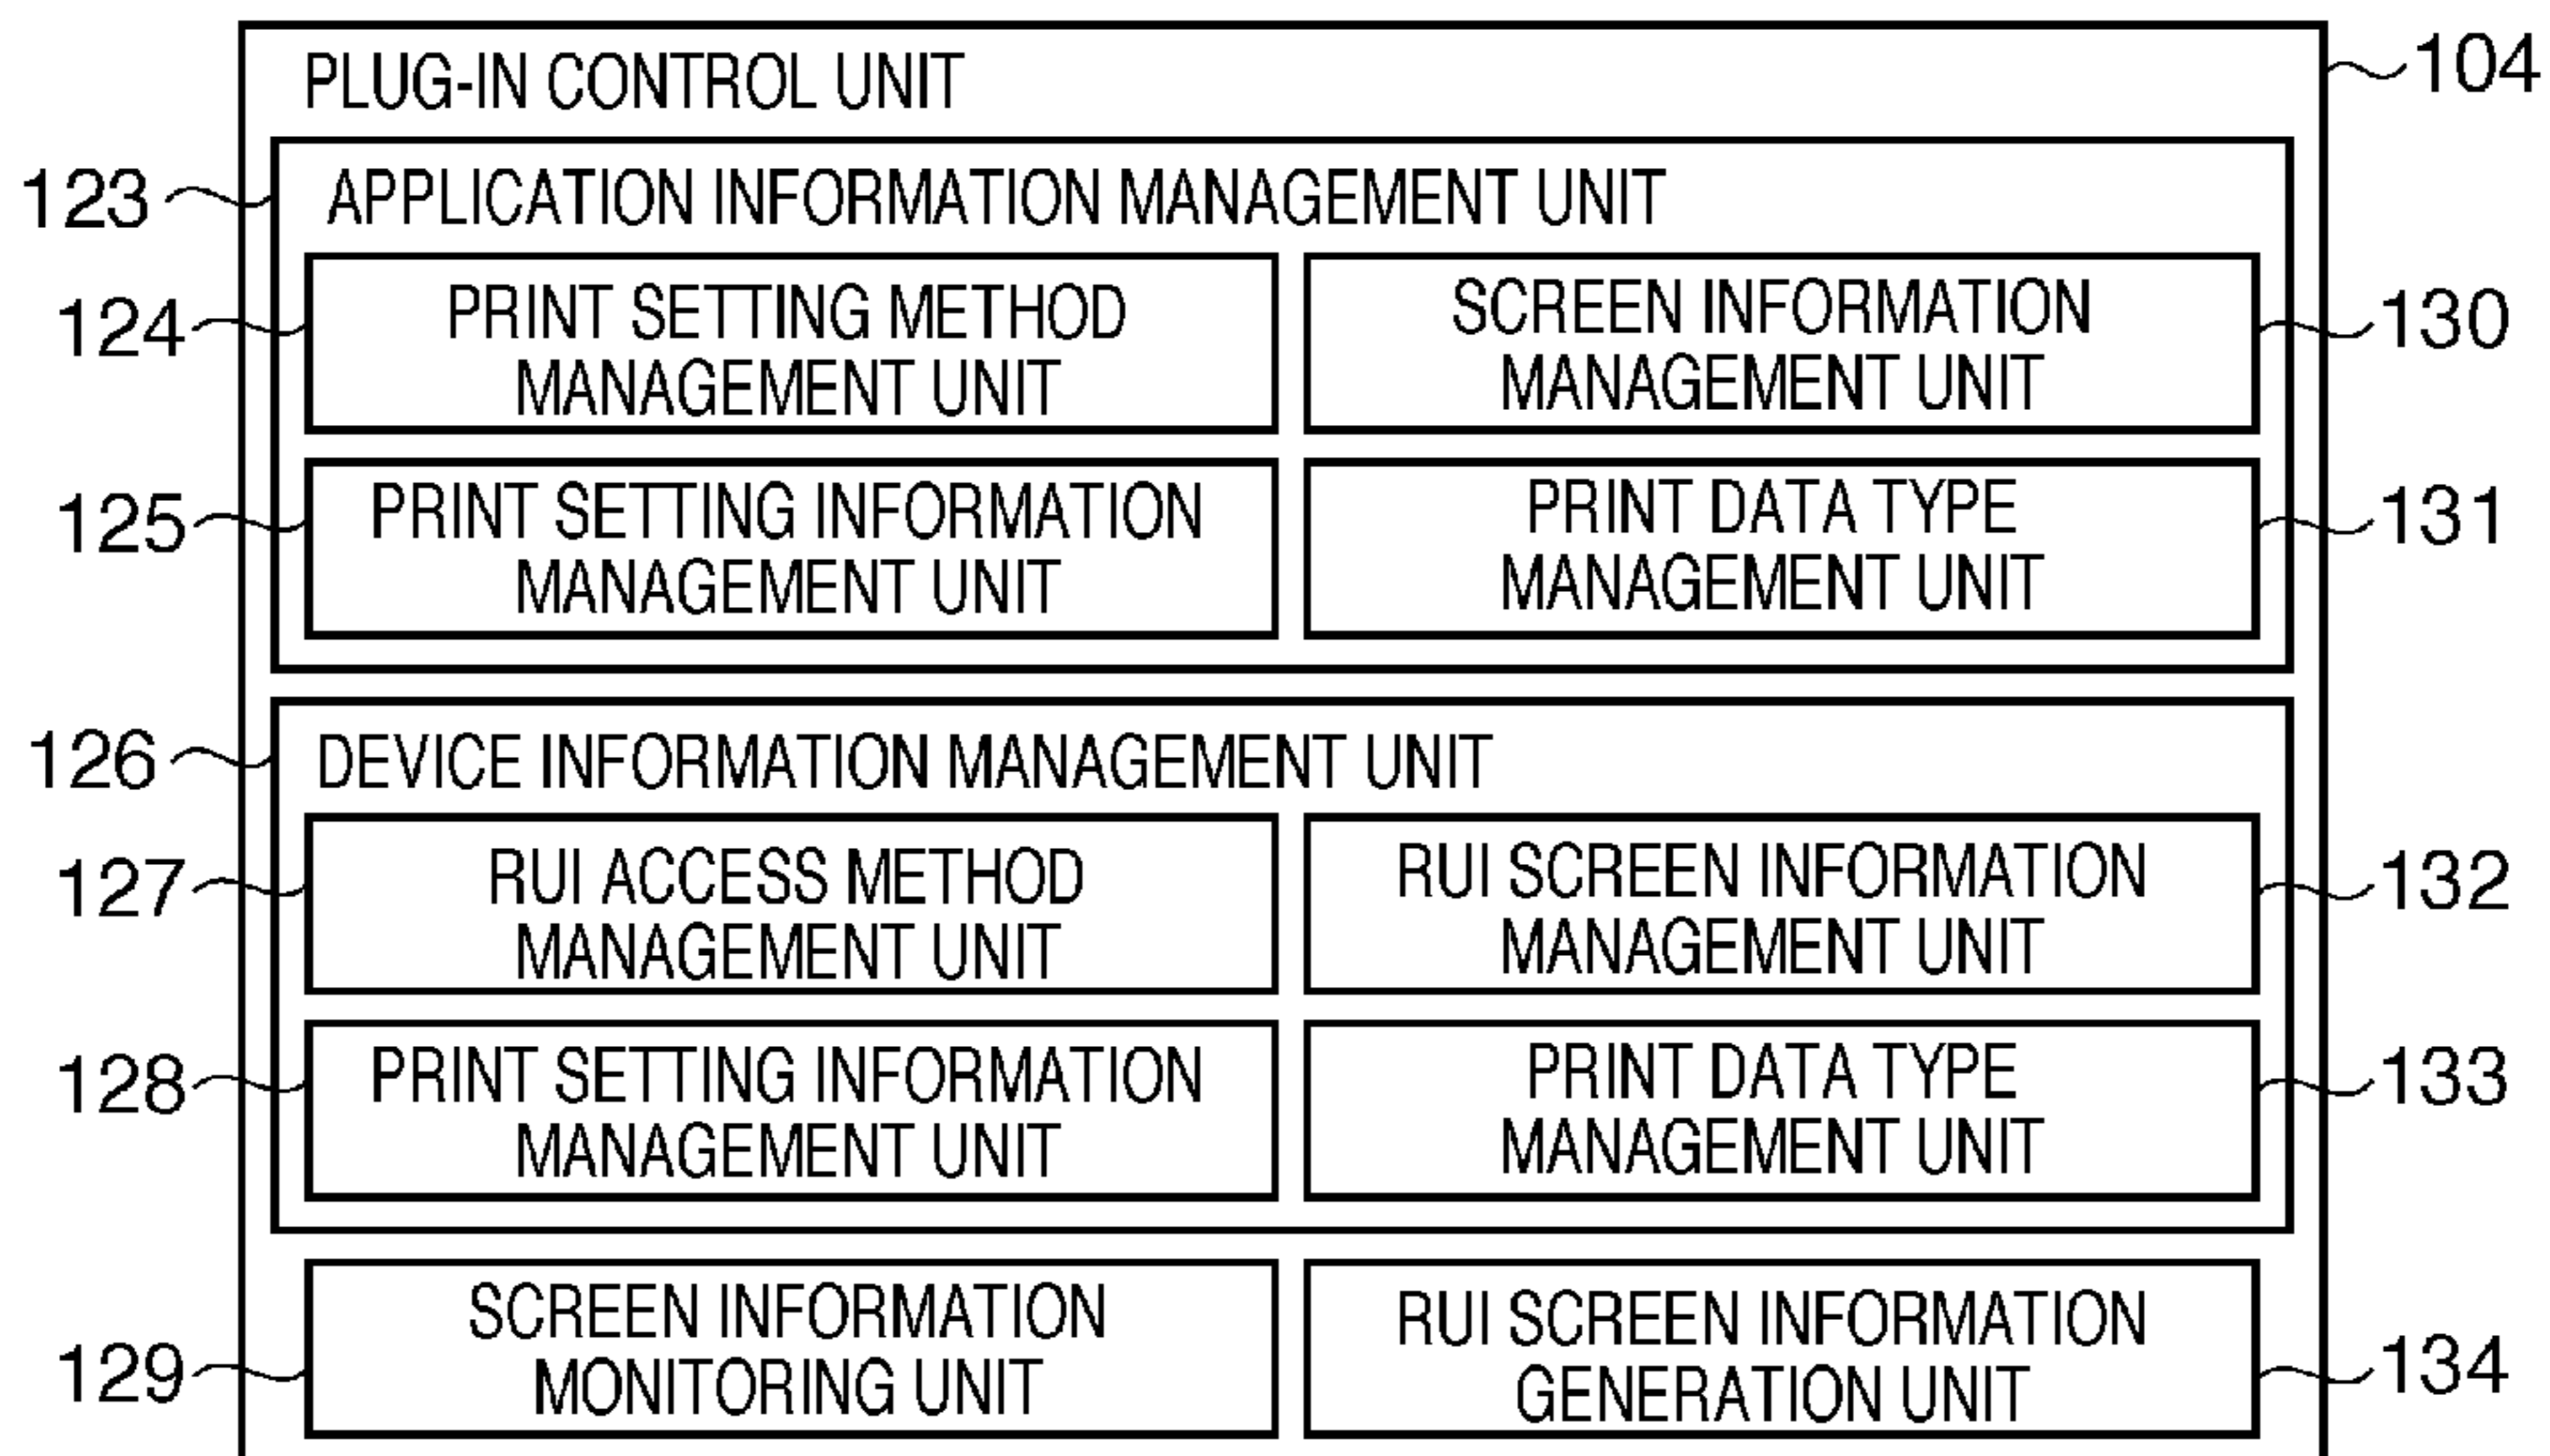 PLUG-IN CONTROL UNIT
104
123
APPLICATION INFORMATION MANAGEMENT UNIT
124
PRINT SETTING METHOD
MANAGEMENT UNIT
SCREEN INFORMATION
MANAGEMENT UNIT
130
125
PRINT SETTING INFORMATION
MANAGEMENT UNIT
PRINT DATA TYPE
MANAGEMENT UNIT
131
126
DEVICE INFORMATION MANAGEMENT UNIT
127
RUI ACCESS METHOD
MANAGEMENT UNIT
RUI SCREEN INFORMATION
MANAGEMENT UNIT
132
128
PRINT SETTING INFORMATION
MANAGEMENT UNIT
PRINT DATA TYPE
MANAGEMENT UNIT
133
129
SCREEN INFORMATION
MONITORING UNIT
RUI SCREEN INFORMATION
GENERATION UNIT
134